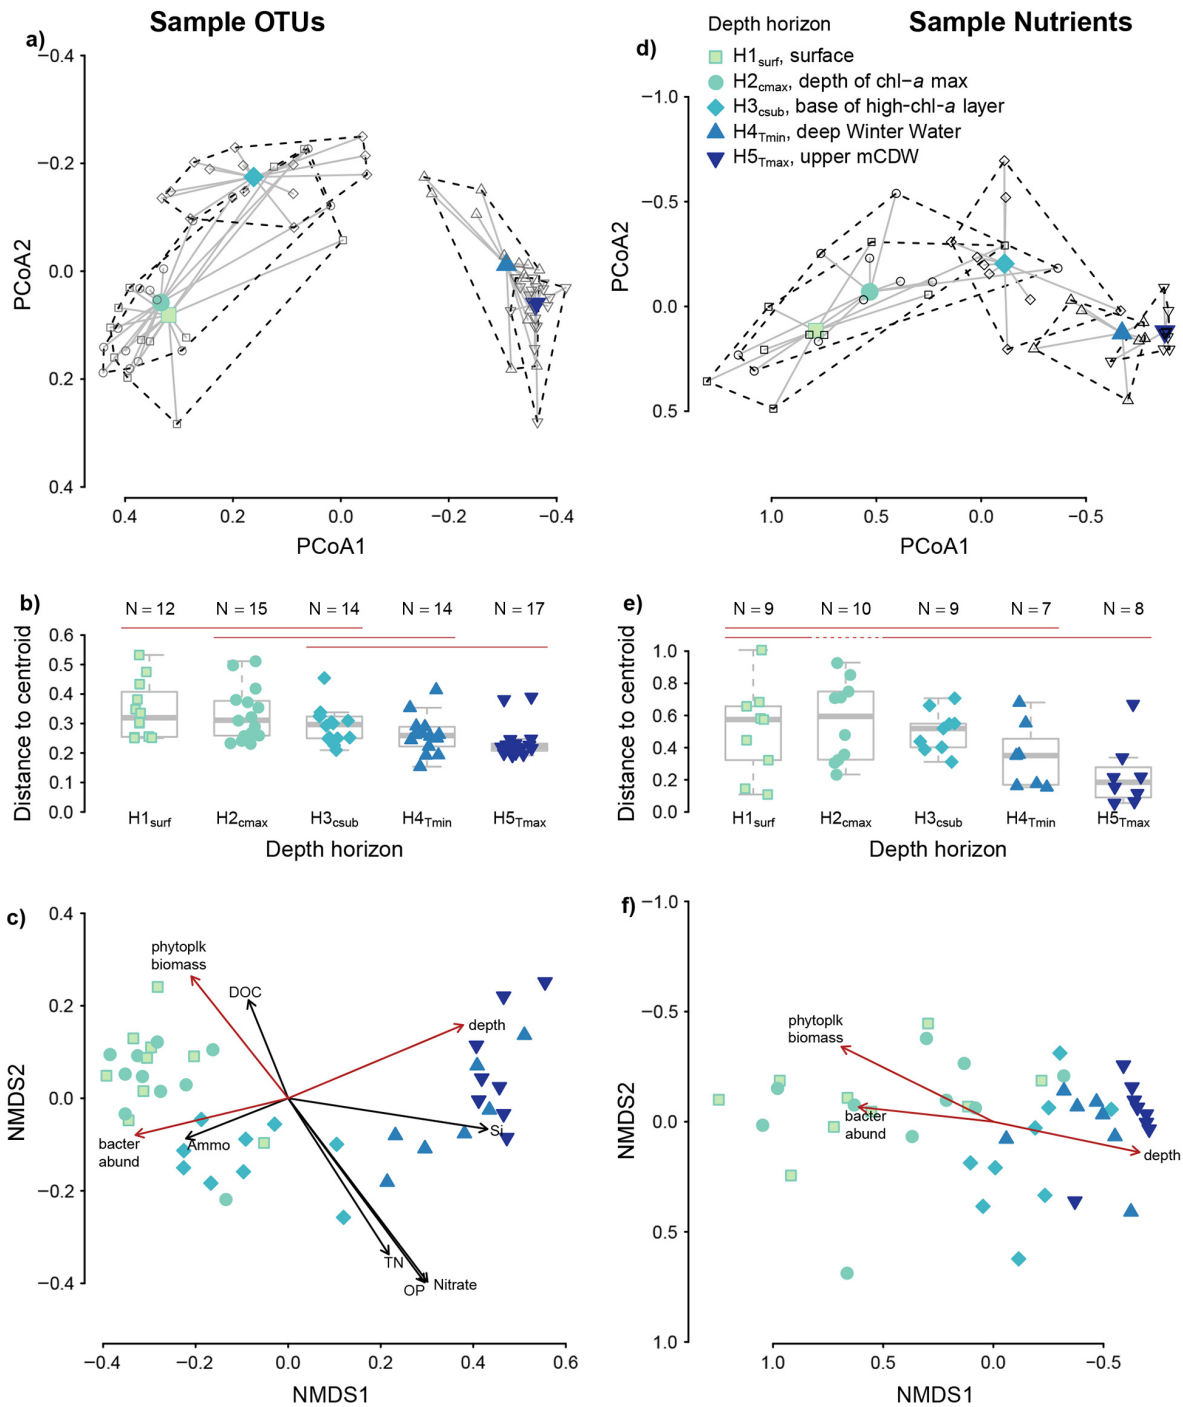 Sample OTUs
Sample Nutrients
a)
−0.4
−0.2
0.0
0.2
0.4
PCoA2
0.4
0.2
0.0
−0.2
−0.4
PCoA1
d)
Depth horizon
H1surf, surface
H2cmax, depth of chl−a max
H3csub, base of high-chl-a layer
H4Tmin, deep Winter Water
H5Tmax, upper mCDW
−1.0
−0.5
0.0
0.5
PCoA2
1.0
0.5
0.0
−0.5
PCoA1
b)
N = 12
N = 15
N = 14
N = 14
N = 17
0.6
0.5
0.4
0.3
0.2
0.1
0.0
Distance to centroid
H1surf
H2cmax
H3csub
H4Tmin
H5Tmax
Depth horizon
e)
N = 9
N = 10
N = 9
N = 7
N = 8
1.0
0.8
0.6
0.4
0.2
0.0
Distance to centroid
H1surf
H2cmax
H3csub
H4Tmin
H5Tmax
Depth horizon
c)
0.4
0.2
0.0
−0.2
−0.4
NMDS2
phytoplk
biomass
DOC
depth
bacter
abund
Ammo
Si
TN
OP
Nitrate
−0.4
−0.2
0.0
0.2
0.4
0.6
NMDS1
f)
−1.0
−0.5
0.0
0.5
1.0
NMDS2
phytoplk
biomass
bacter
abund
depth
1.0
0.5
0.0
−0.5
NMDS1